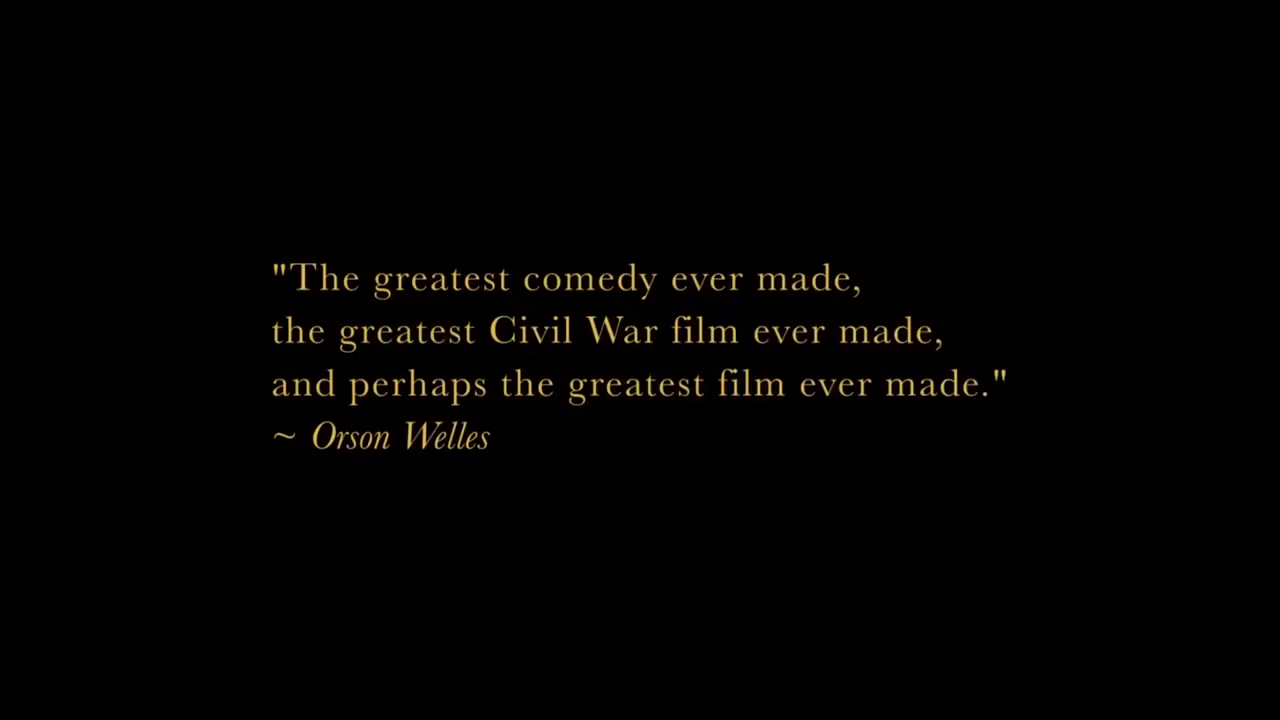 "The greatest comedy ever made,
the greatest Civil War film ever made,
and perhaps the greatest film ever made."
~ Orson Welles